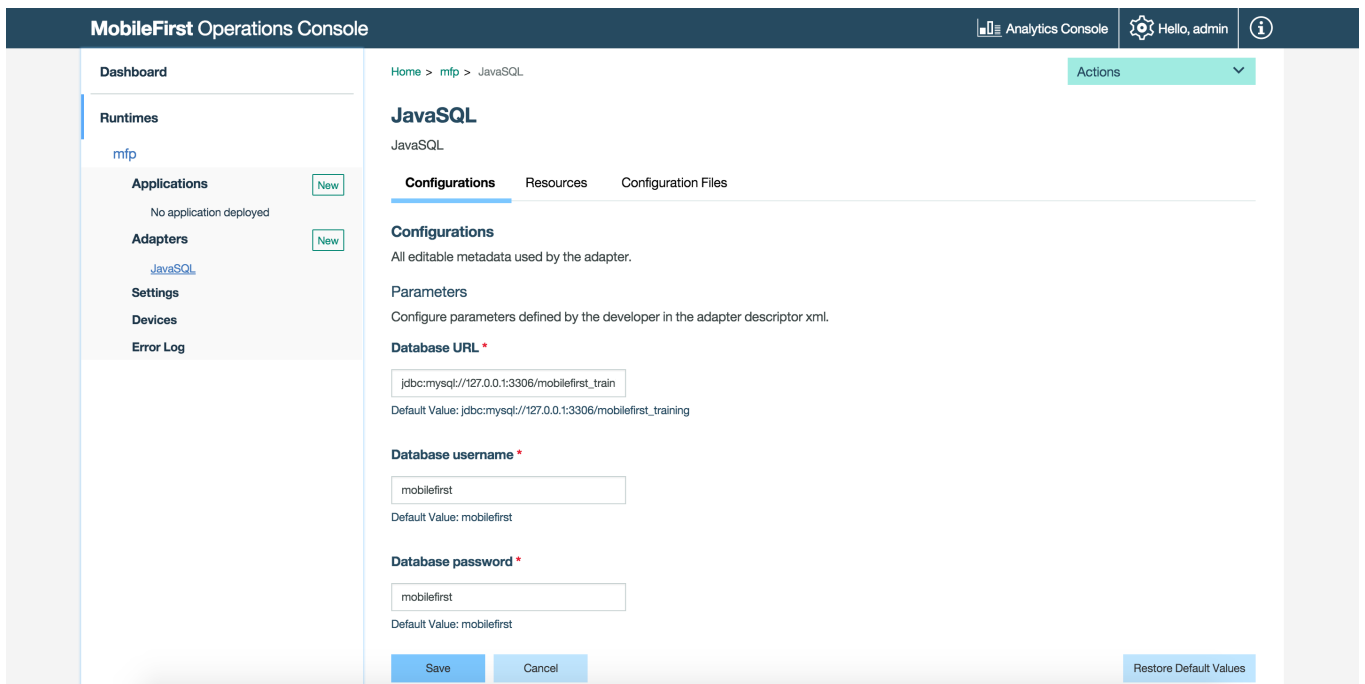 MobileFirst Operations Console
Analytics Console
Hello, admin
Dashboard
Runtimes
mfp
Applications
New
No application deployed
Adapters
New
JavaSQL
Settings
Devices
Error Log
Home > mfp > JavaSQL
Actions
JavaSQL
JavaSQL
Configurations Resources Configuration Files
Configurations
All editable metadata used by the adapter.
Parameters
Configure parameters defined by the developer in the adapter descriptor xml.
Database URL *
jdbc:mysql://127.0.0.1:3306/mobilefirst_train
Default Value: jdbc:mysql://127.0.0.1:3306/mobilefirst_training
Database username *
mobilefirst
Default Value: mobilefirst
Database password *
mobilefirst
Default Value: mobilefirst
Save Cancel Restore Default Values